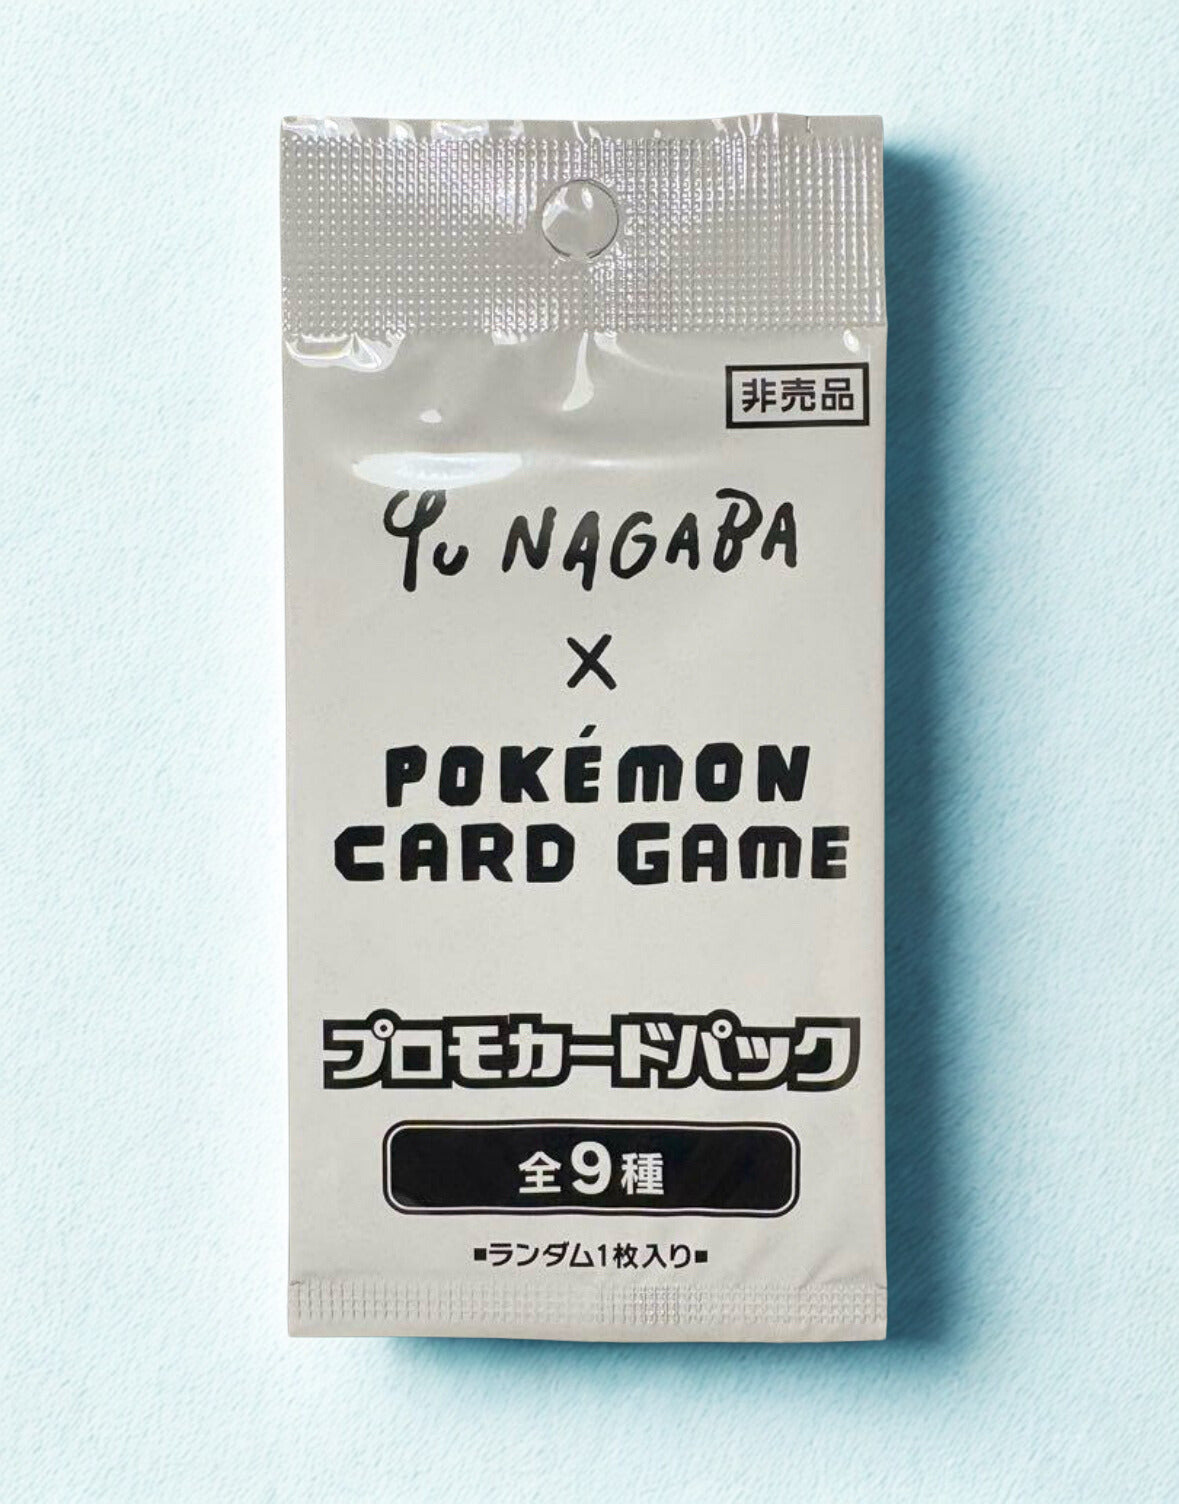 非売品
Yu NAGABA
×
POKÉMON
CARD GAME
プロモカードパック
全9種
■ランダム1枚入り■